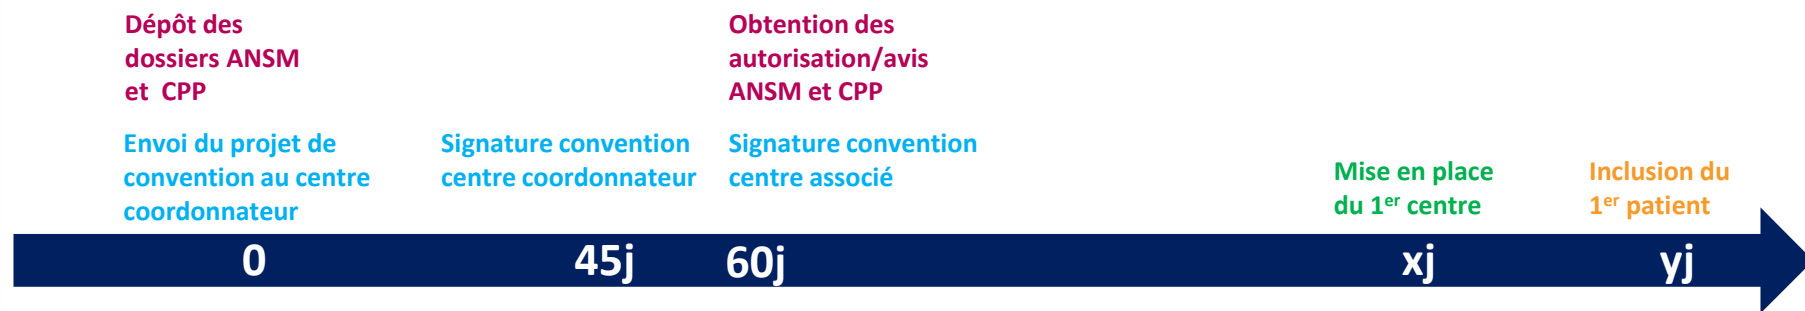 Dépôt des
dossiers ANSM
et CPP
Obtention des
autorisation/avis
ANSM et CPP
Envoi du projet de
convention au centre
coordonnateur
Signature convention
centre coordonnateur
Signature convention
centre associé
Mise en place
du 1er centre
Inclusion du
1er patient
0
45j
60j
xj
yj